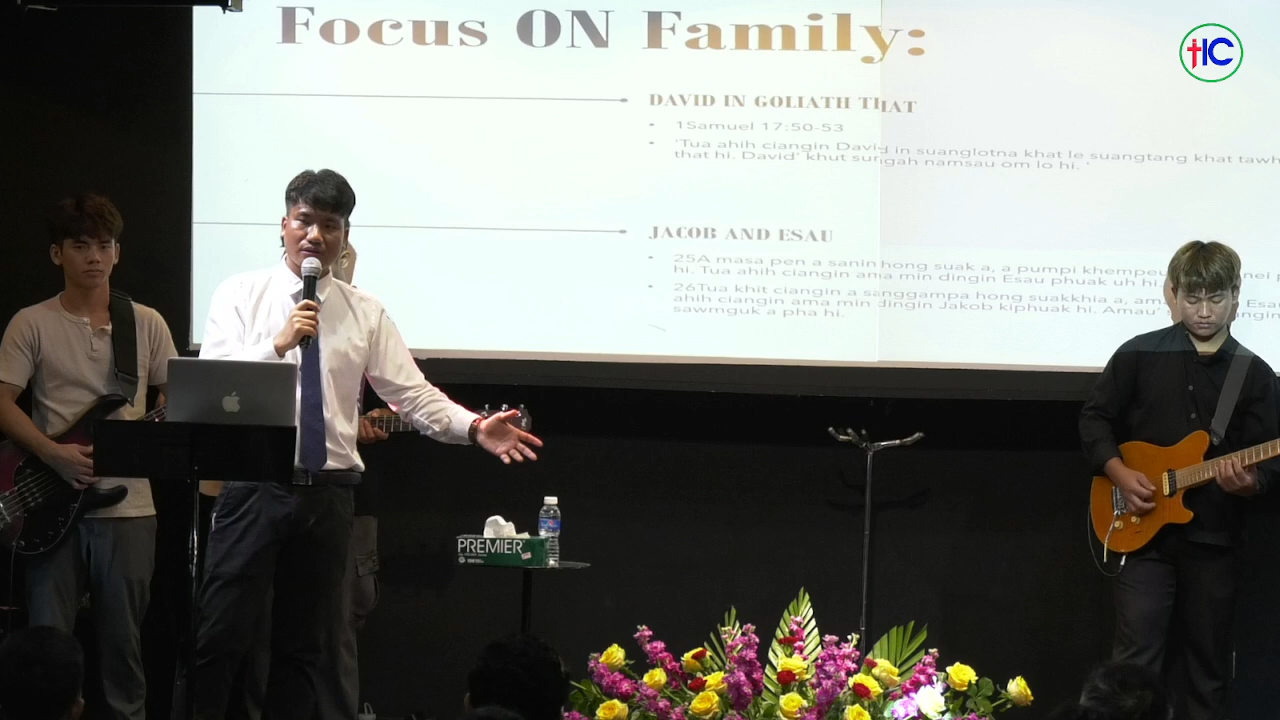 Focus ON Family:
tIC
DAVID IN GOLIATH THAT
• 1Samuel 17:50-53
• 'Tua ahih ciangin David in suanglotna khat le suangtang khat tawh
that hi. David' khut sungah namsau om lo hi. '
JACOB AND ESAU
• 25A masa pen a sanin hong suak a, a pumpi
hi. Tua ahih ciangin ama min dingin Esau phuak uh hi.
• 26Tua khit ciangin a sanggampa hong suakkhia a, Esau
ahih ciangin ama min dingin Jakob kiphuak hi. Amau'
sawmguk a pha hi.
PREMIER